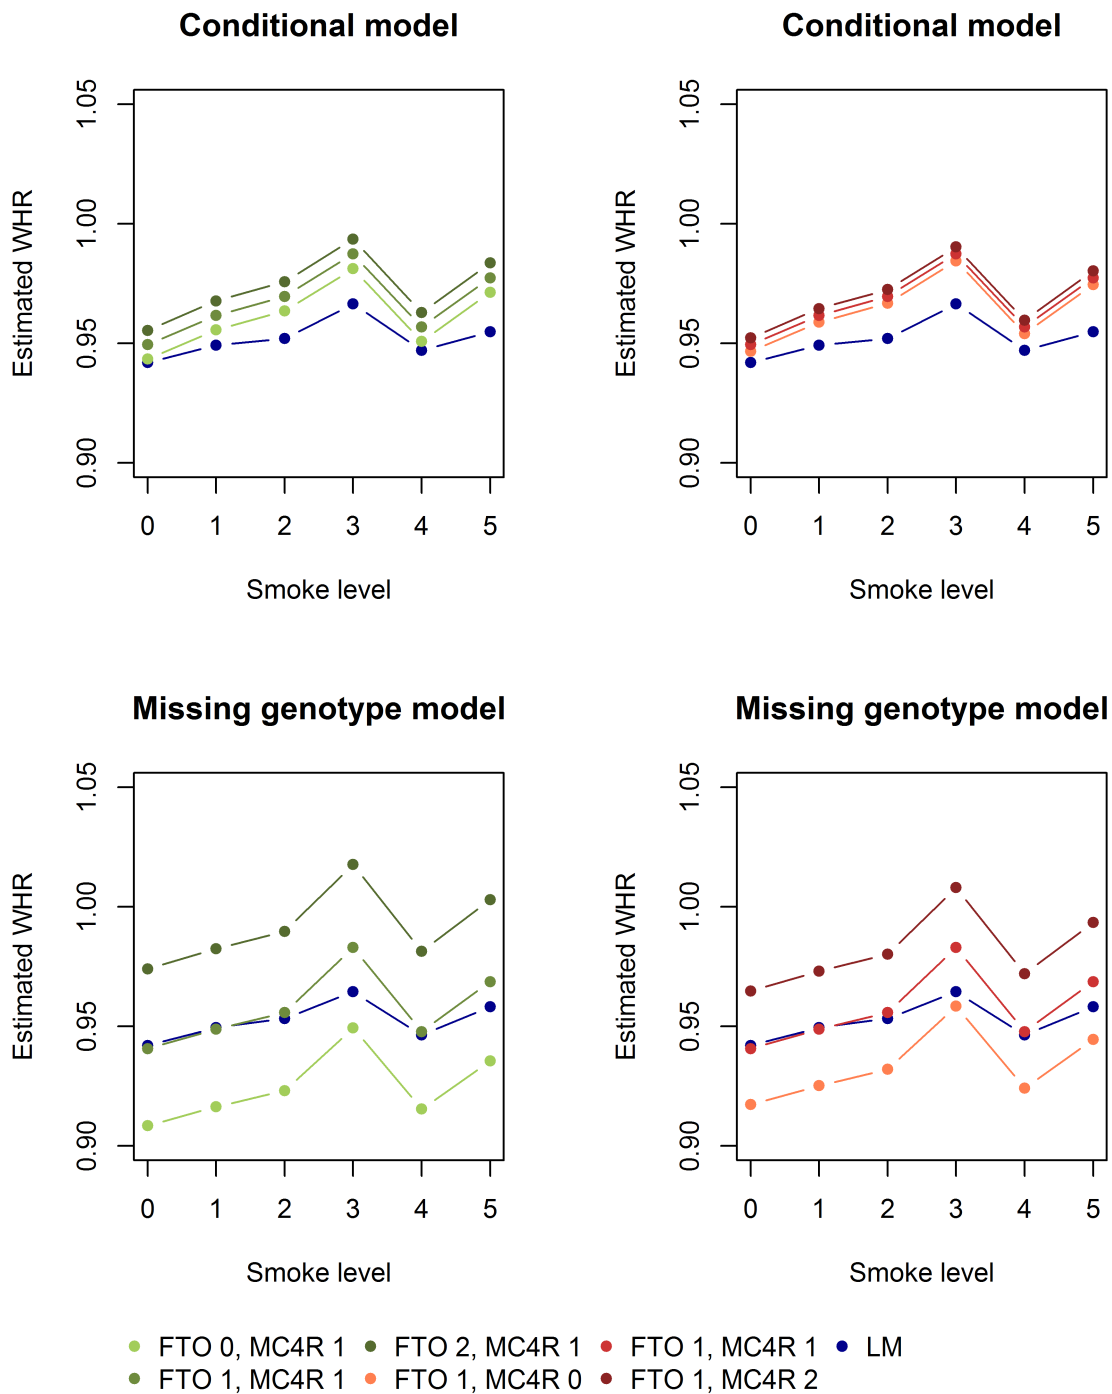 Conditional model
Estimated WHR
1.05
1.00
0.95
0.90
0 1 2 3 4 5
Smoke level
Conditional model
Estimated WHR
1.05
1.00
0.95
0.90
0 1 2 3 4 5
Smoke level
Missing genotype model
Estimated WHR
1.05
1.00
0.95
0.90
0 1 2 3 4 5
Smoke level
Missing genotype model
Estimated WHR
1.05
1.00
0.95
0.90
0 1 2 3 4 5
Smoke level
FTO 0, MC4R 1 FTO 2, MC4R 1 FTO 1, MC4R 1 LM
FTO 1, MC4R 1 FTO 1, MC4R 0 FTO 1, MC4R 2